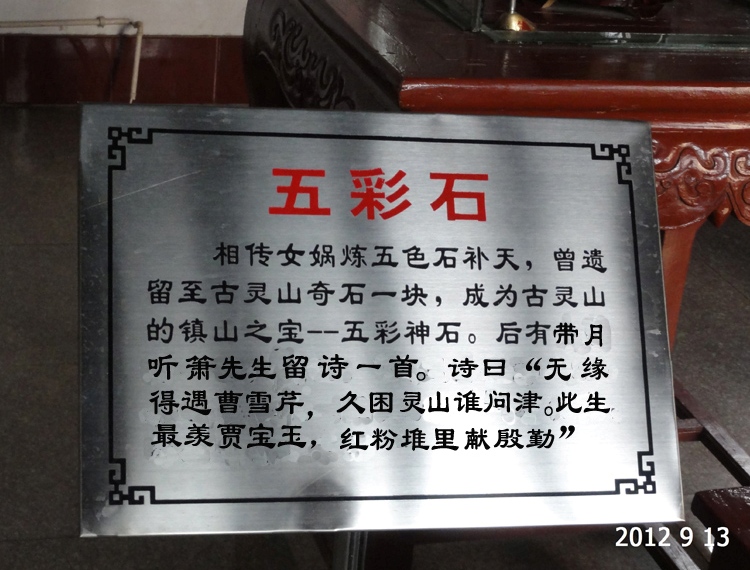 五彩石
相传女娲炼五色石补天，曾遗
留至古灵山奇石一块，成为古灵山
的镇山之宝--五彩神石。后有带月
听箫先生留诗一首。诗曰“无缘
得遇曹雪芹，久困灵山谁问津。此生
最羡贾宝玉，红粉堆里献殷勤”
2012 9 13